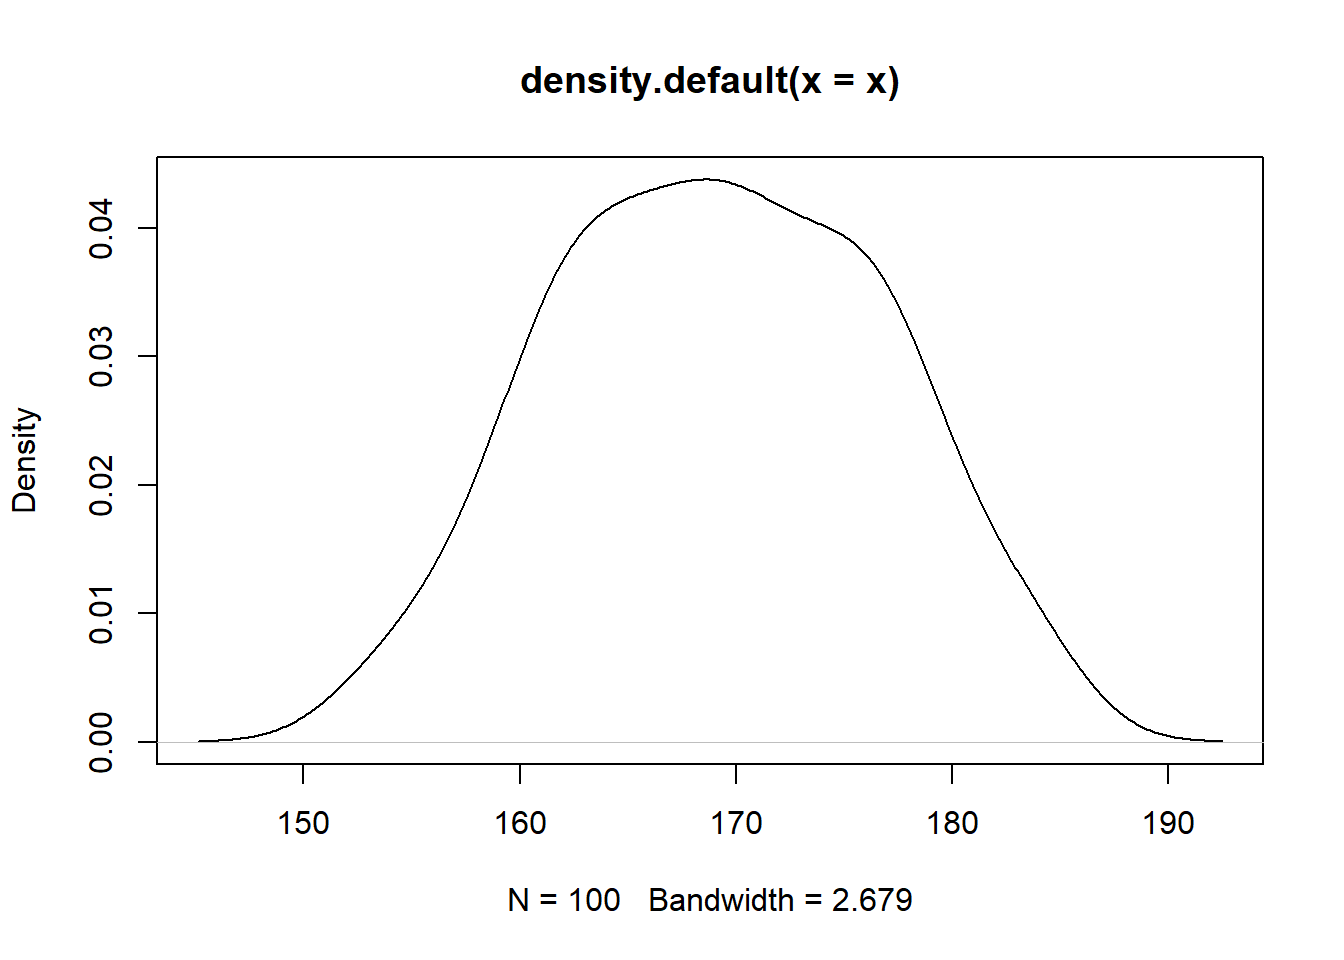 density.default(x = x)
Density
0.00 0.01 0.02 0.03 0.04
150 160 170 180 190
N = 100   Bandwidth = 2.679